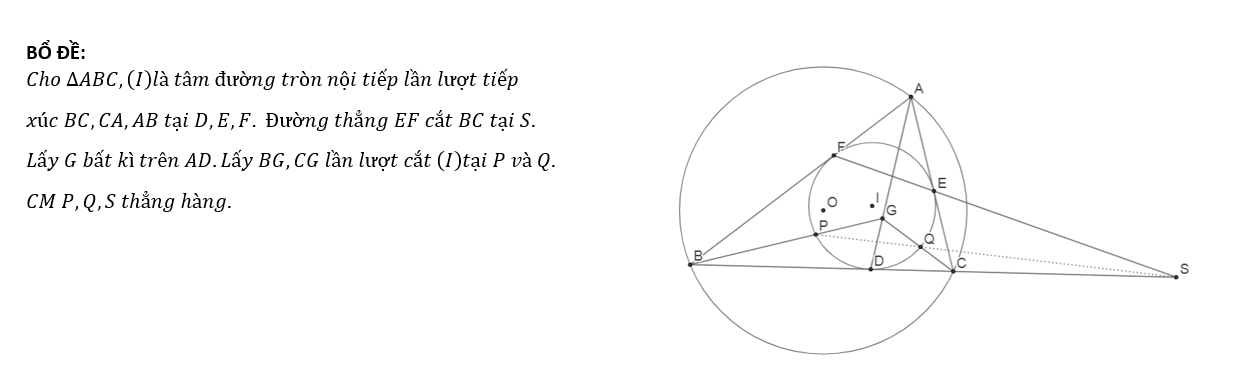 BỔ ĐỀ:
Cho ΔABC, (I)là tâm đường tròn nội tiếp lần lượt tiếp
xúc BC, CA, AB tại D, E, F. Đường thẳng EF cắt BC tại S.
Lấy G bất kì trên AD. Lấy BG, CG lần lượt cắt (I)tại P và Q.
CM P, Q, S thẳng hàng.
A
F
E
O
I
G
P
Q
B
D
C
S